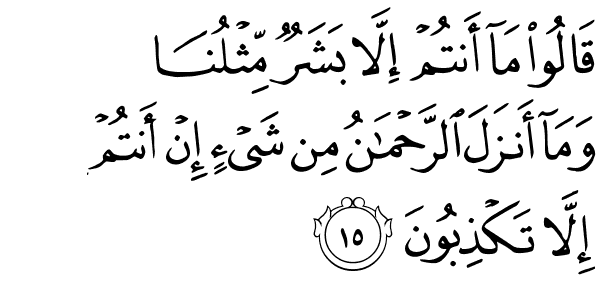 قَالُوا۟ مَآ أَنتُمْ إِلَّا بَشَرٌ مِّثْلُنَا
وَمَآ أَنزَلَ ٱلرَّحْمَـٰنُ مِن شَىْءٍ إِنْ أَنتُمْ
إِلَّا تَكْذِبُونَ ١٥